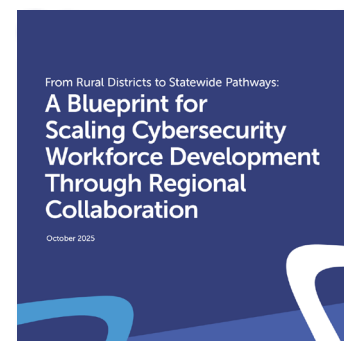 From Rural Districts to Statewide Pathways:
A Blueprint for
Scaling Cybersecurity
Workforce Development
Through Regional
Collaboration
October 2025